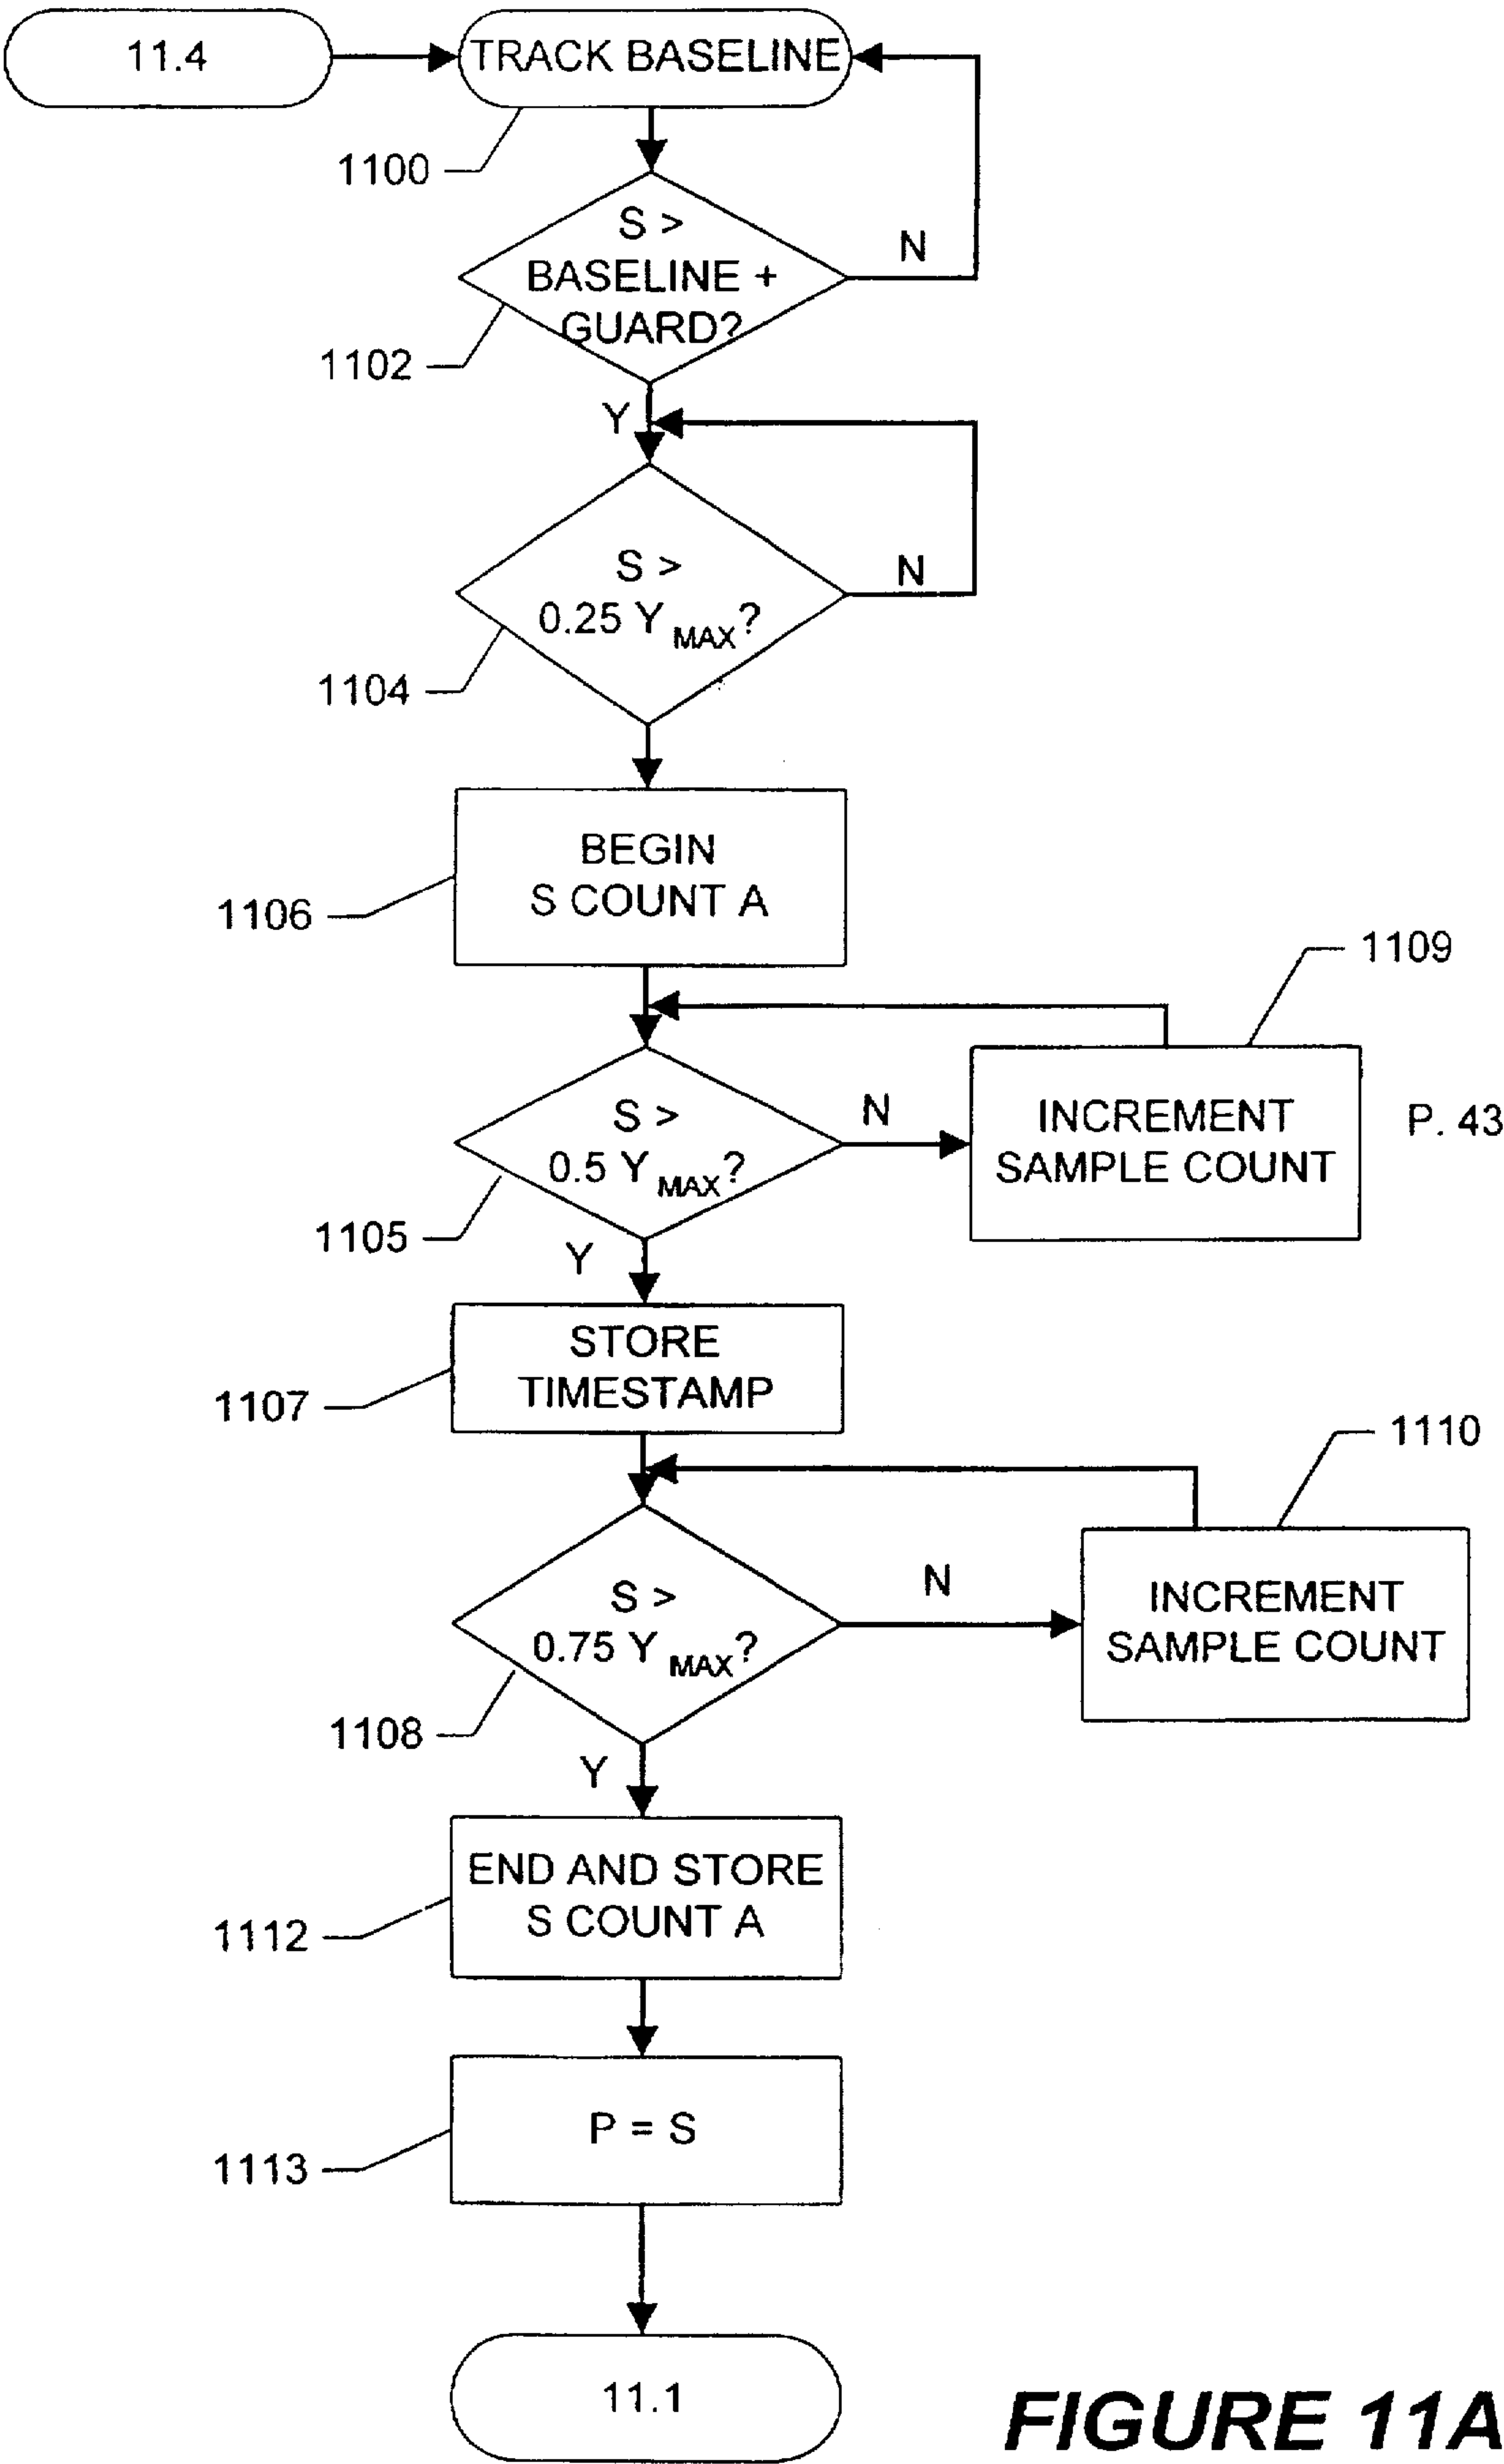 11.4
TRACK BASELINE
1100
S >
BASELINE +
GUARD?
N
1102
Y
S >
0.25 Y MAX?
N
1104
BEGIN
S COUNT A
1106
1109
S >
0.5 Y MAX?
N
INCREMENT
SAMPLE COUNT
P. 43
1105
Y
STORE
TIMESTAMP
1107
1110
S >
0.75 Y MAX?
N
INCREMENT
SAMPLE COUNT
1108
Y
END AND STORE
S COUNT A
1112
P = S
1113
11.1
FIGURE 11A